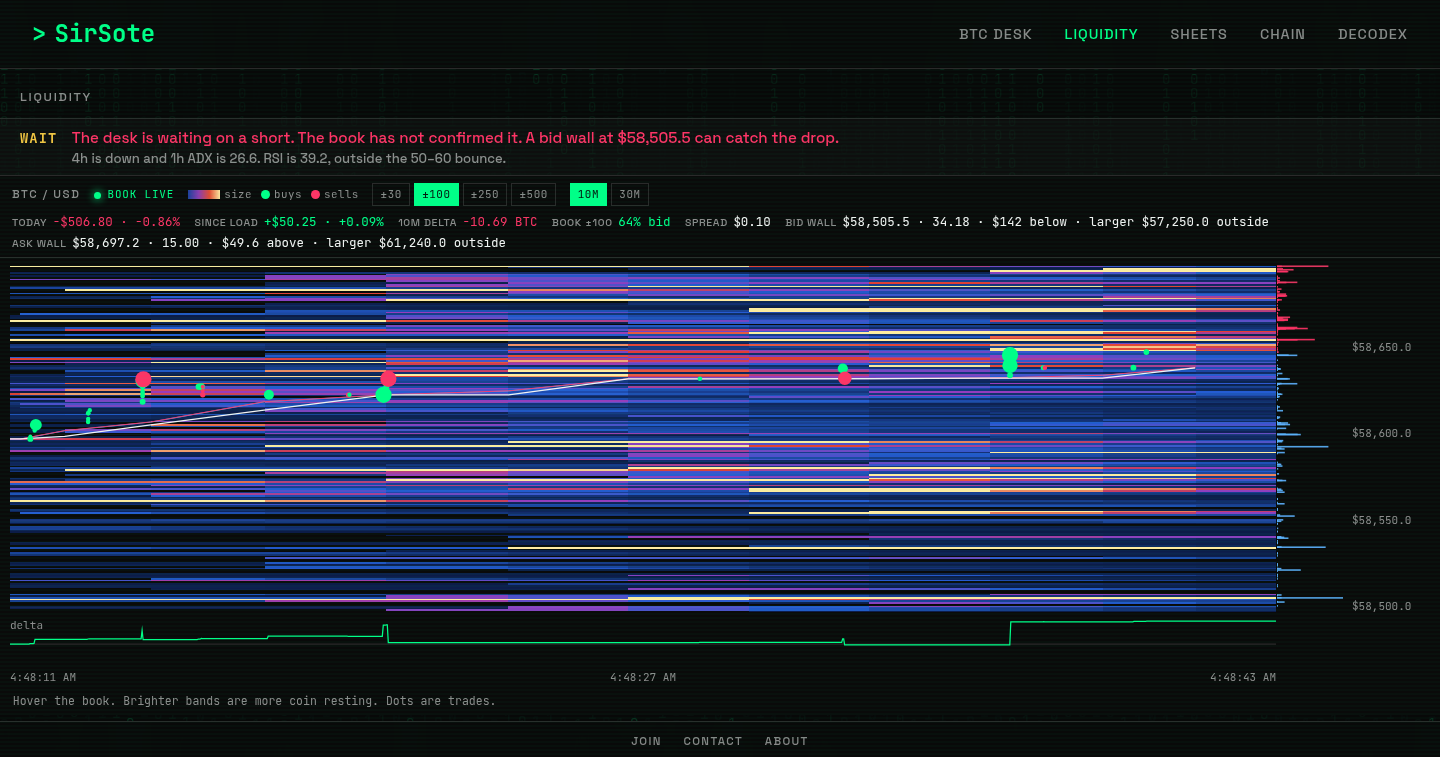 > SirSote
BTC DESK LIQUIDITY SHEETS CHAIN DECODEX
LIQUIDITY
WAIT The desk is waiting on a short. The book has not confirmed it. A bid wall at $58,505.5 can catch the drop.
4h is down and 1h ADX is 26.6. RSI is 39.2, outside the 50–60 bounce.
BTC / USD BOOK LIVE size buys sells ±30 ±100 ±250 ±500 10M 30M
TODAY -$506.80 · -0.86% SINCE LOAD +$50.25 · +0.09% 10M DELTA -10.69 BTC BOOK ±100 64% bid SPREAD $0.10 BID WALL $58,505.5 · 34.18 · $142 below · larger $57,250.0 outside
ASK WALL $58,697.2 · 15.00 · $49.6 above · larger $61,240.0 outside
$58,650.0
$58,600.0
$58,550.0
$58,500.0
delta
4:48:11 AM 4:48:27 AM 4:48:43 AM
Hover the book. Brighter bands are more coin resting. Dots are trades.
JOIN CONTACT ABOUT